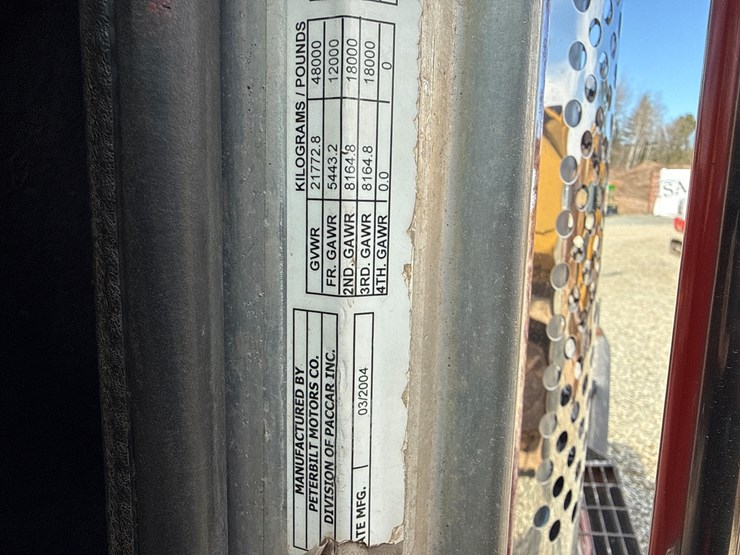 MANUFACTURED BY
PETERBILT MOTORS CO.
DIVISION OF PACCAR INC.
ATE MFG. 03/2004
KILOGRAMS / POUNDS
GVWR 21772.8 48000
FR. GAWR 5443.2 12000
2ND. GAWR 8164.8 18000
3RD. GAWR 8164.8 18000
4TH. GAWR 0.0 0
SA